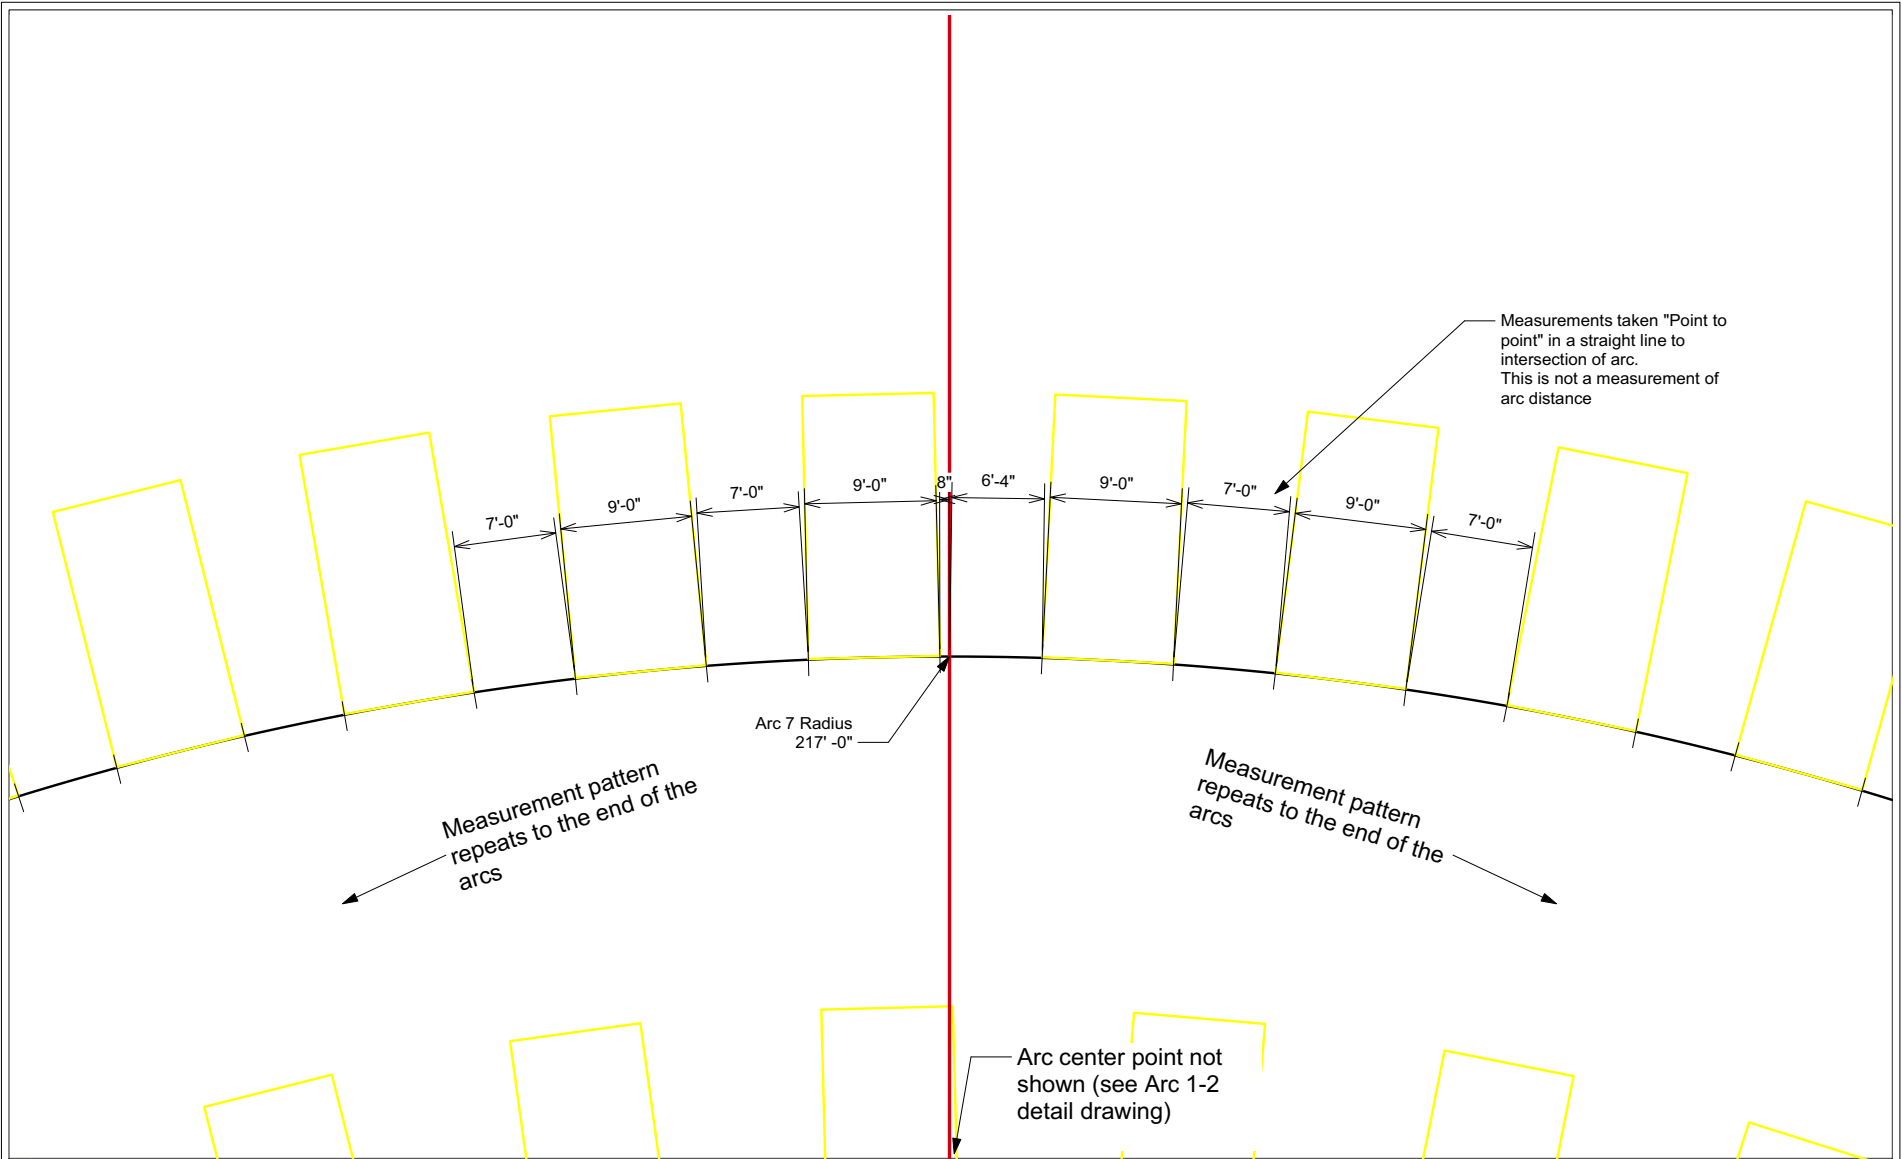 Measurements taken "Point to
point" in a straight line to
intersection of arc.
This is not a measurement of
arc distance
7'-0"
9'-0"
7'-0"
9'-0"
8"
6'-4"
9'-0"
7'-0"
9'-0"
7'-0"
Arc 7 Radius
217' -0"
Measurement pattern
repeats to the end of the
arcs
Measurement pattern
repeats to the end of the
arcs
Arc center point not
shown (see Arc 1-2
detail drawing)